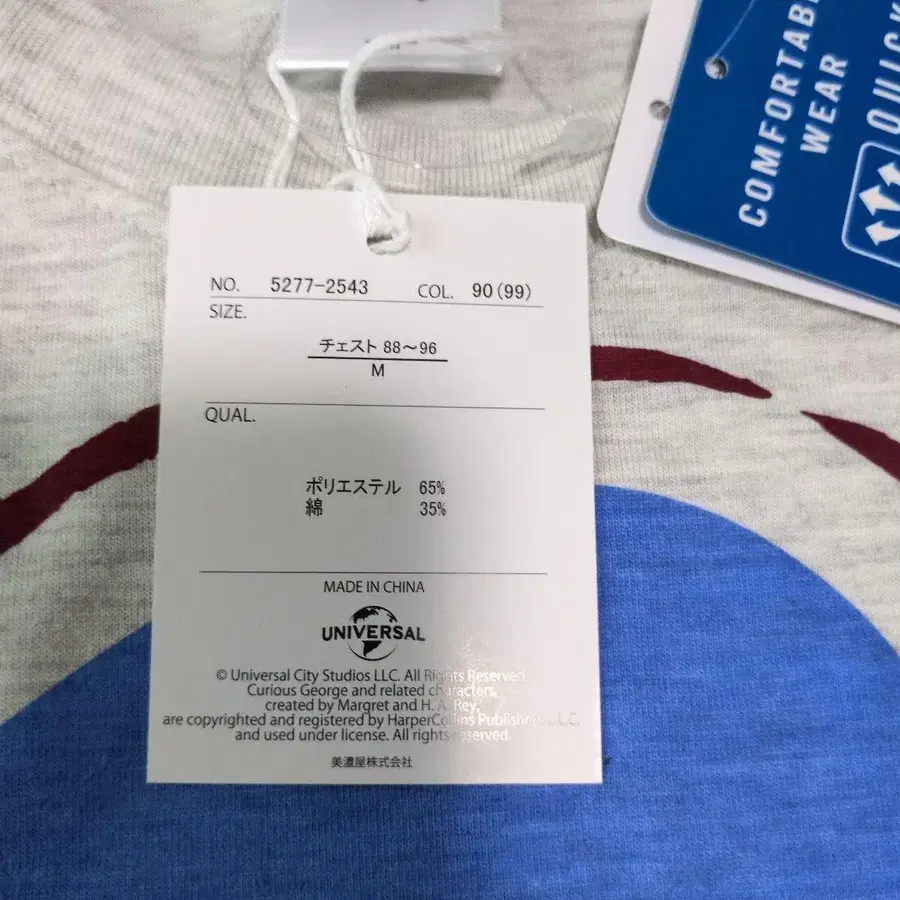 NO. 5277-2543 COL. 90(99)
SIZE.
チェスト 88〜96
M
QUAL.
ポリエステル 65%
綿 35%
MADE IN CHINA
UNIVERSAL
© Universal City Studios LLC. All Rights Reserved.
Curious George and related characters,
created by Margret and H. A. Rey,
are copyrighted and registered by HarperCollins Publishers L.L.C.
and used under license. All rights reserved.
美濃屋株式会社
COMFORTABLE
WEAR
QUICK